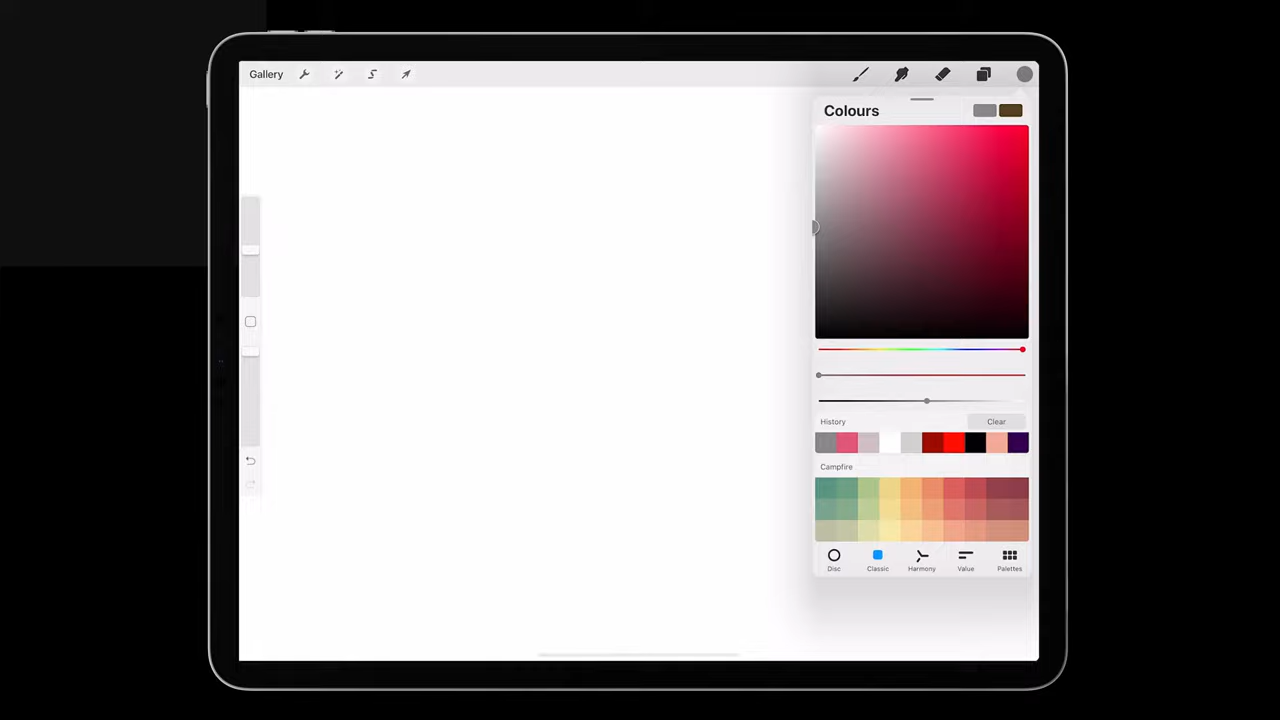 Gallery
Colours
History
Clear
Campfire
Disc
Classic
Harmony
Value
Palettes